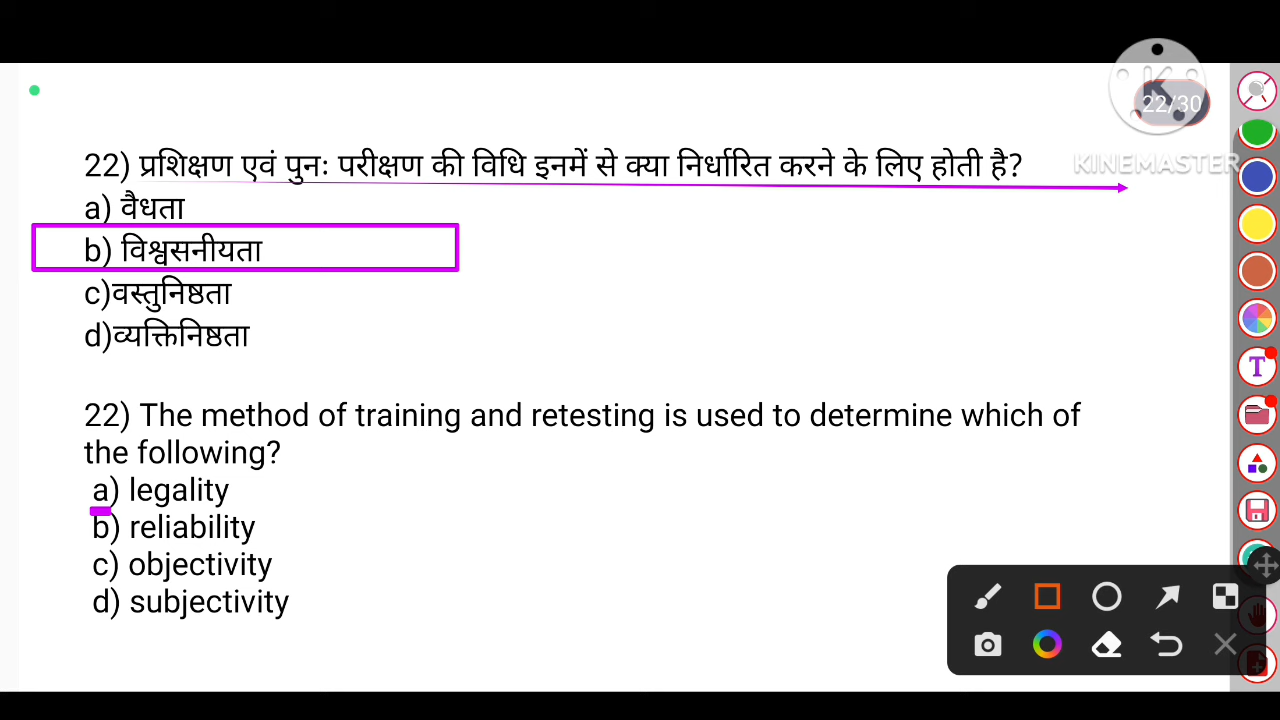 22/30
KINEMASTER
22) प्रशिक्षण एवं पुनः परीक्षण की विधि इनमें से क्या निर्धारित करने के लिए होती है?
a) वैधता
b) विश्वसनीयता
c)वस्तुनिष्ठता
d)व्यक्तिनिष्ठता
22) The method of training and retesting is used to determine which of
the following?
a) legality
b) reliability
c) objectivity
d) subjectivity
T